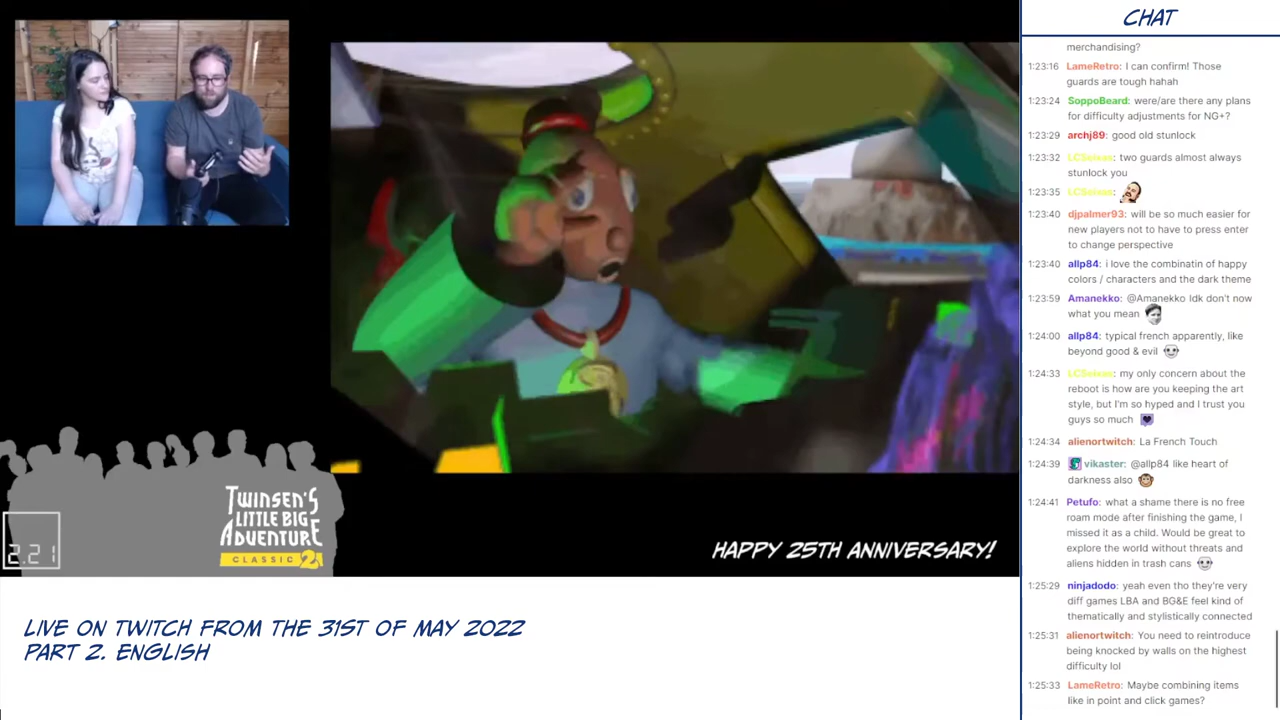 CHAT
merchandising?
1:23:16 LameRetro: I can confirm! Those
guards are tough hahah
1:23:24 SoppoBeard: were/are there any plans
for difficulty adjustments for NG+?
1:23:29 archj89: good old stunlock
1:23:32 LCSeixas: two guards almost always
stunlock you
1:23:35 LCSeixas:
1:23:40 djpalmer93: will be so much easier for
new players not to have to press enter
to change perspective
1:23:40 allp84: i love the combinatin of happy
colors / characters and the dark theme
1:23:59 Amanekko: @Amanekko Idk don't now
what you mean
1:24:00 allp84: typical french apparently, like
beyond good & evil
1:24:33 LCSeixas: my only concern about the
reboot is how are you keeping the art
style, but I'm so hyped and I trust you
guys so much
1:24:34 alienortwitch: La French Touch
1:24:39 vikaster: @allp84 like heart of
darkness also
1:24:41 Petufo: what a shame there is no free
roam mode after finishing the game, I
missed it as a child. Would be great to
explore the world without threats and
aliens hidden in trash cans
1:25:29 ninjadodo: yeah even tho they're very
diff games LBA and BG&E feel kind of
thematically and stylistically connected
1:25:31 alienortwitch: You need to reintroduce
being knocked by walls on the highest
difficulty lol
1:25:33 LameRetro: Maybe combining items
like in point and click games?
2.21
TWINSEN'S
LITTLE BIG
ADVENTURE
CLASSIC 2
HAPPY 25TH ANNIVERSARY!
LIVE ON TWITCH FROM THE 31ST OF MAY 2022
PART 2. ENGLISH